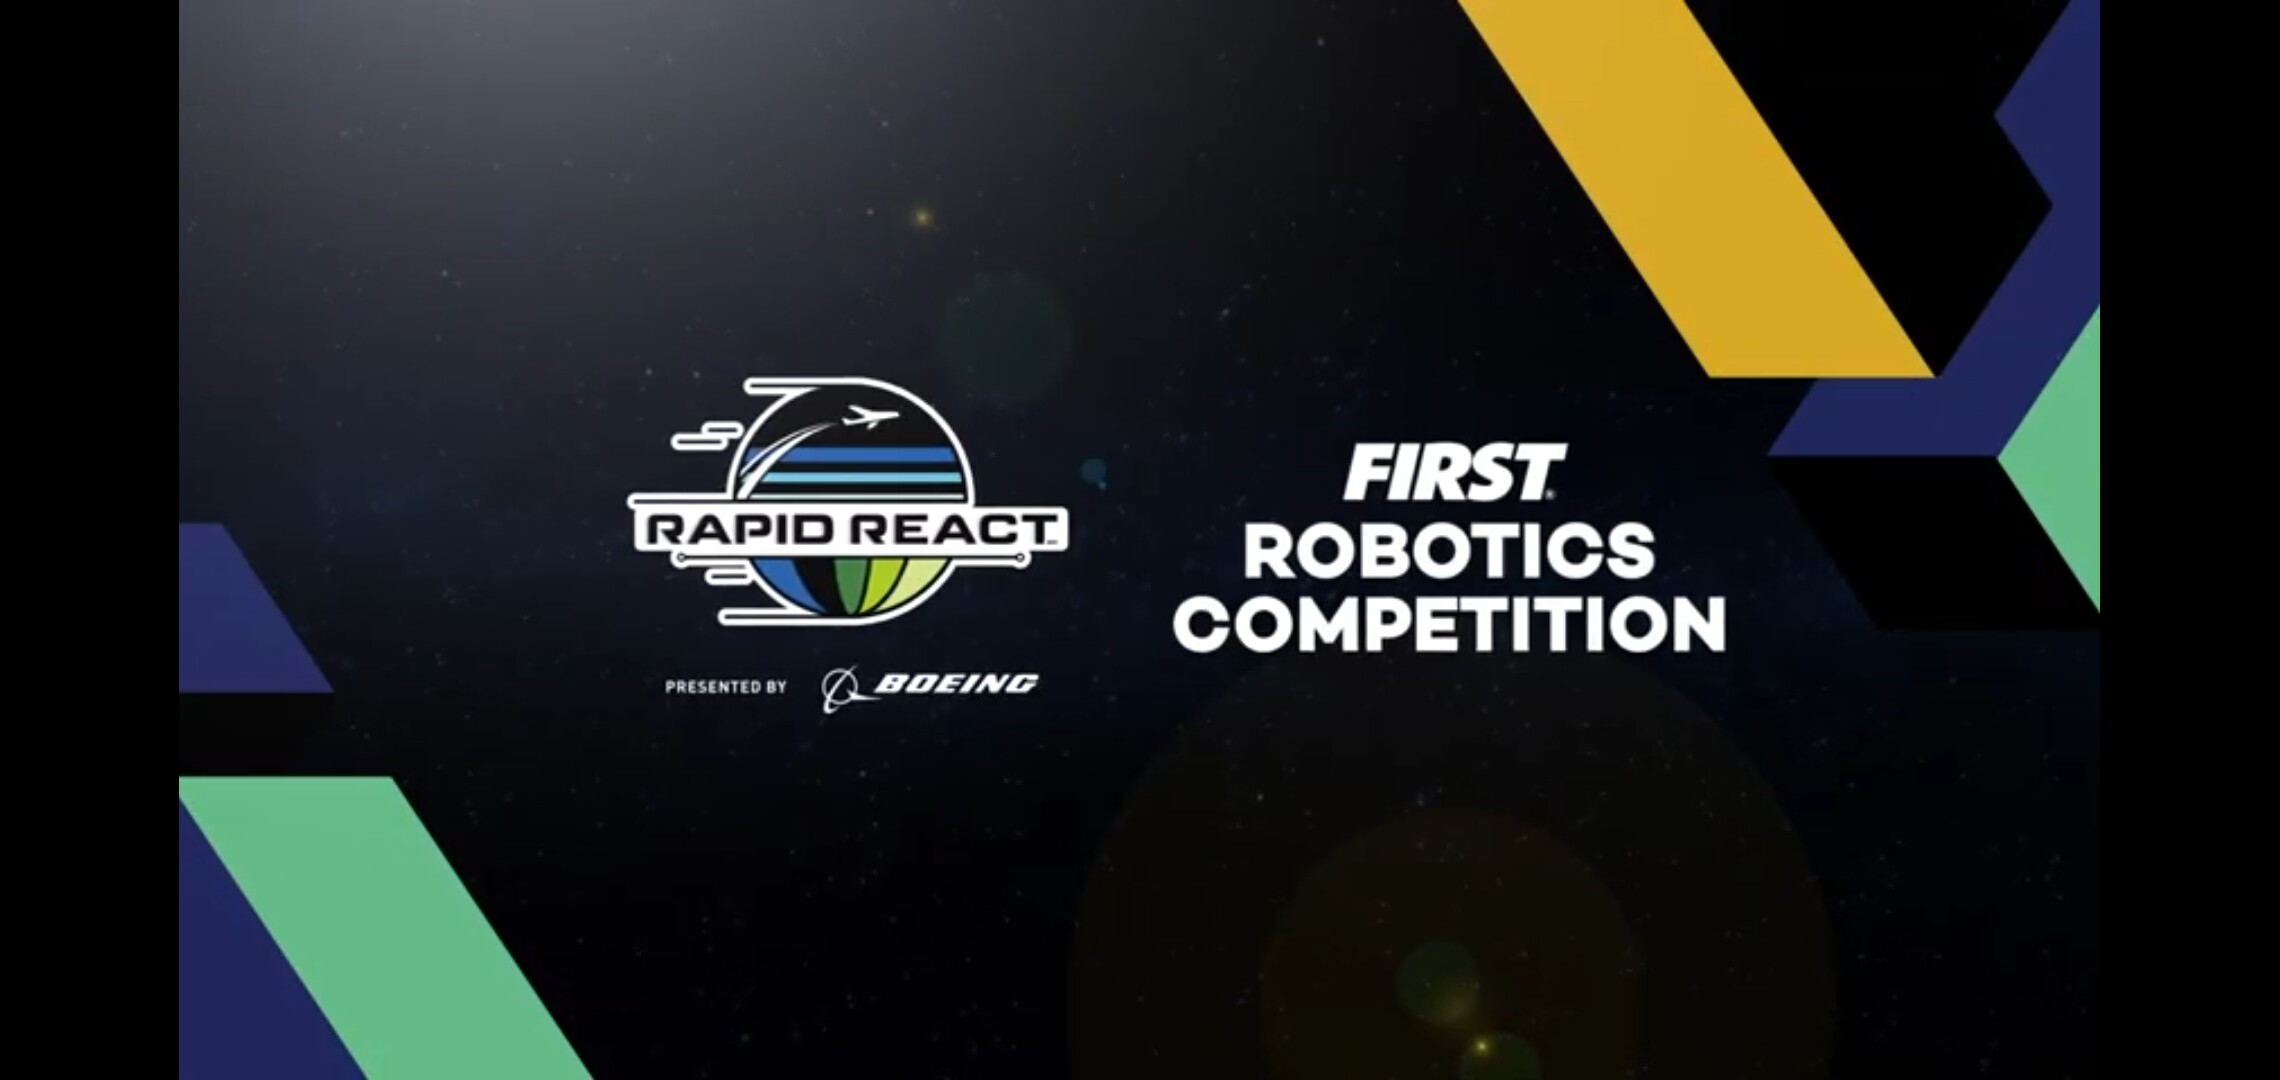 RAPID REACT
PRESENTED BY BOEING
FIRST
ROBOTICS
COMPETITION